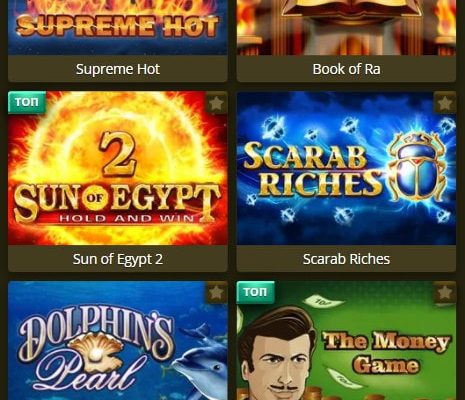 SUPREME HOT
Supreme Hot
Book of Ra
ТОП
2
SUN OF EGYPT
HOLD AND WIN
Sun of Egypt 2
SCARAB
RICHES
Scarab Riches
DOLPHIN'S
Pearl
ТОП
The Money
Game